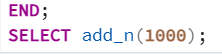 END;
SELECT add_n(1000);